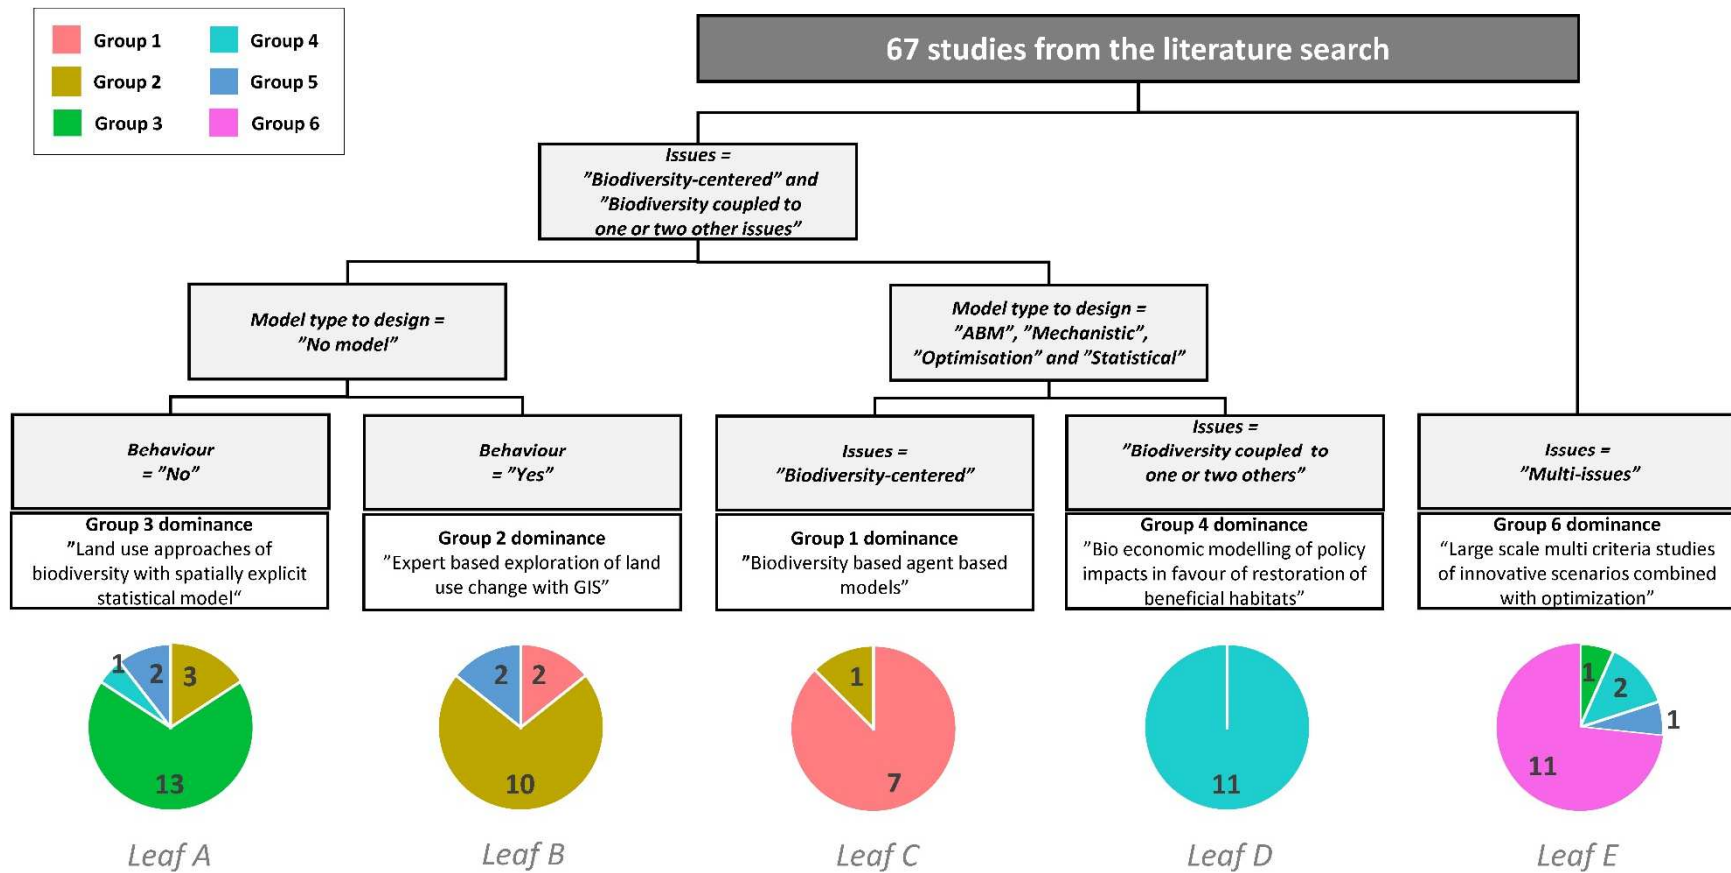 Group 1
Group 4
Group 2
Group 5
Group 3
Group 6
67 studies from the literature search
Issues =
”Biodiversity-centered” and
”Biodiversity coupled to
one or two other issues”
Model type to design =
”No model”
Model type to design =
”ABM”, ”Mechanistic”,
”Optimisation” and ”Statistical”
Behaviour
= ”No”
Behaviour
= ”Yes”
Issues =
”Biodiversity-centered”
Issues =
”Biodiversity coupled to
one or two others”
Issues =
”Multi-issues”
Group 3 dominance
”Land use approaches of
biodiversity with spatially explicit
statistical model“
Group 2 dominance
”Expert based exploration of land
use change with GIS”
Group 1 dominance
”Biodiversity based agent based
models”
Group 4 dominance
”Bio economic modelling of policy
impacts in favour of restoration of
beneficial habitats”
Group 6 dominance
“Large scale multi criteria studies
of innovative scenarios combined
with optimization”
1
2
3
13
2
2
10
1
7
11
1
2
1
11
Leaf A
Leaf B
Leaf C
Leaf D
Leaf E